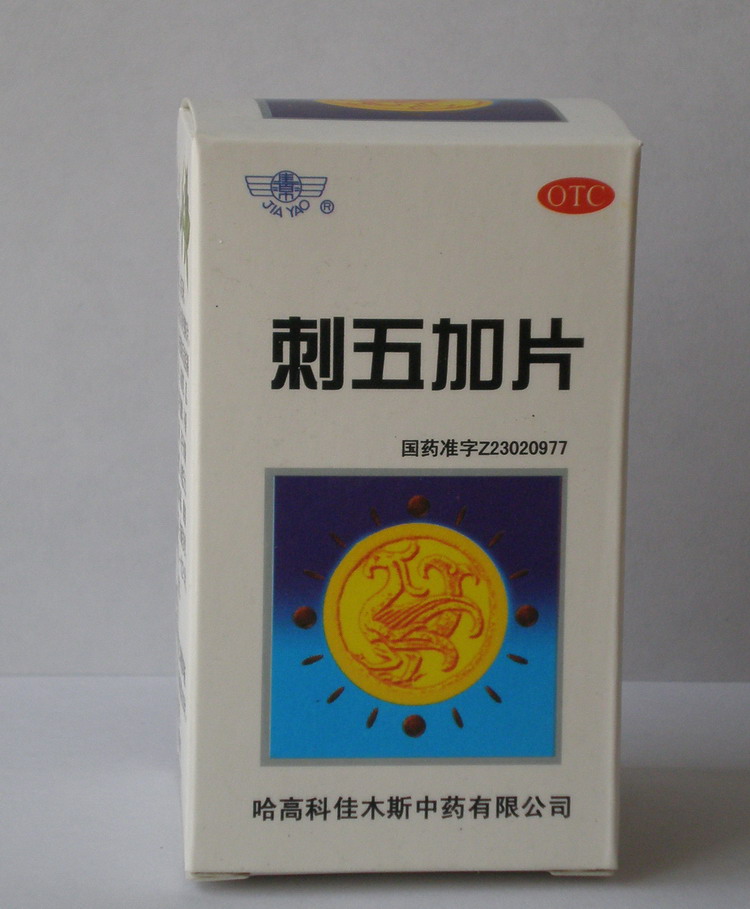 JIA YAO ®
OTC
刺五加片
国药准字Z23020977
哈高科佳木斯中药有限公司